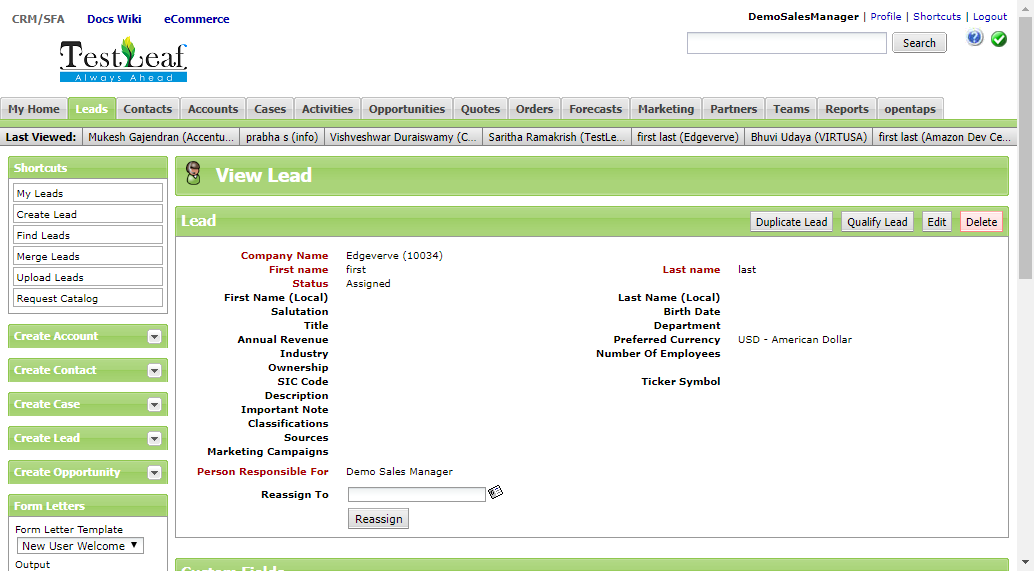 CRM/SFA Docs Wiki eCommerce
DemoSalesManager | Profile | Shortcuts | Logout
Search
TestLeaf
Always Ahead
My Home Leads Contacts Accounts Cases Activities Opportunities Quotes Orders Forecasts Marketing Partners Teams Reports opentaps
Last Viewed: Mukesh Gajendran (Accentu... prabha s (info) Vishveshwar Duraiswamy (C... Saritha Ramakrish (TestLe... first last (Edgeverve) Bhuvi Udaya (VIRTUSA) first last (Amazon Dev Ce...
Shortcuts
My Leads
Create Lead
Find Leads
Merge Leads
Upload Leads
Request Catalog
Create Account
Create Contact
Create Case
Create Lead
Create Opportunity
Form Letters
Form Letter Template
New User Welcome
Output
View Lead
Lead Duplicate Lead Qualify Lead Edit Delete
Company Name Edgeverve (10034)
First name first Last name last
Status Assigned
First Name (Local) Last Name (Local)
Salutation Birth Date
Title Department
Annual Revenue Preferred Currency USD - American Dollar
Industry Number Of Employees
Ownership
SIC Code Ticker Symbol
Description
Important Note
Classifications
Sources
Marketing Campaigns
Person Responsible For Demo Sales Manager
Reassign To
Reassign
Custom Fields